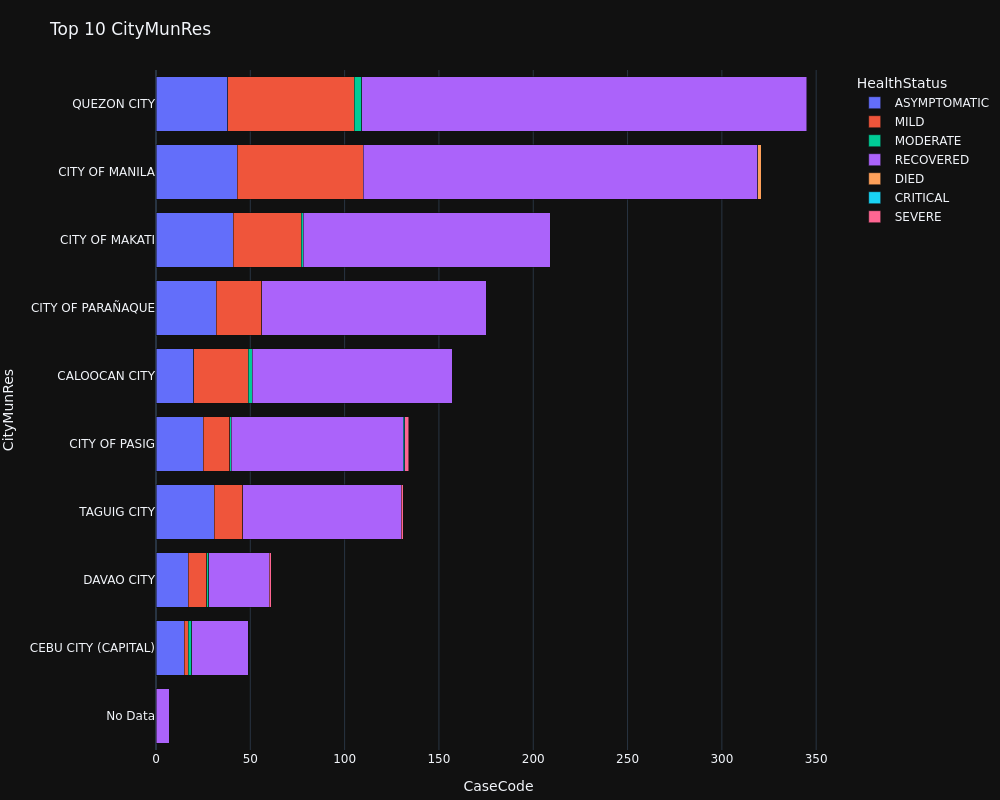 Top 10 CityMunRes
QUEZON CITY
CITY OF MANILA
CITY OF MAKATI
CITY OF PARAÑAQUE
CALOOCAN CITY
CITY OF PASIG
TAGUIG CITY
DAVAO CITY
CEBU CITY (CAPITAL)
No Data
CityMunRes
0 50 100 150 200 250 300 350
CaseCode
HealthStatus
ASYMPTOMATIC
MILD
MODERATE
RECOVERED
DIED
CRITICAL
SEVERE